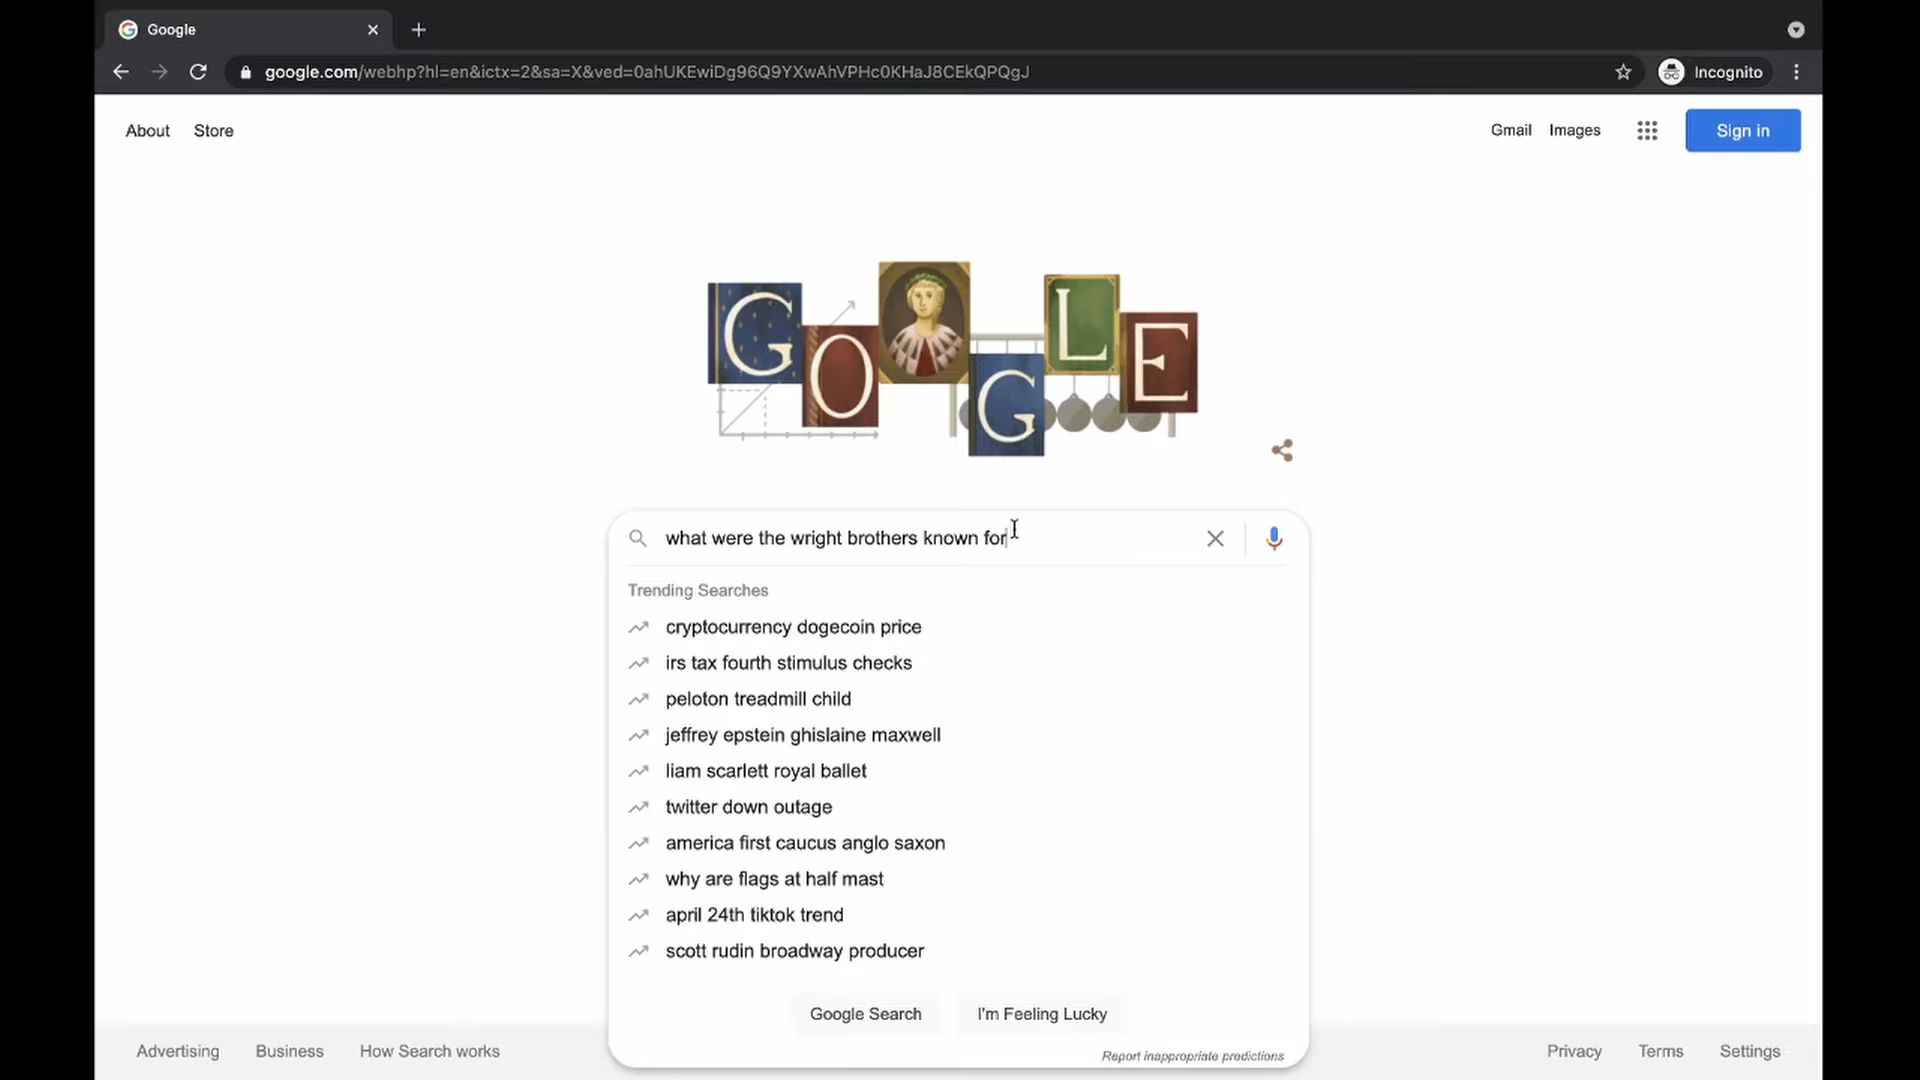 Google
google.com/webhp?hl=en&ictx=2&sa=X&ved=0ahUKEwiDg96Q9YXwAhVPHc0KHaJ8CEkQPQgJ
Incognito
About Store
Gmail Images Sign in
GOGLE
what were the wright brothers known for
Trending Searches
cryptocurrency dogecoin price
irs tax fourth stimulus checks
peloton treadmill child
jeffrey epstein ghislaine maxwell
liam scarlett royal ballet
twitter down outage
america first caucus anglo saxon
why are flags at half mast
april 24th tiktok trend
scott rudin broadway producer
Google Search I'm Feeling Lucky
Report inappropriate predictions
Advertising Business How Search works
Privacy Terms Settings